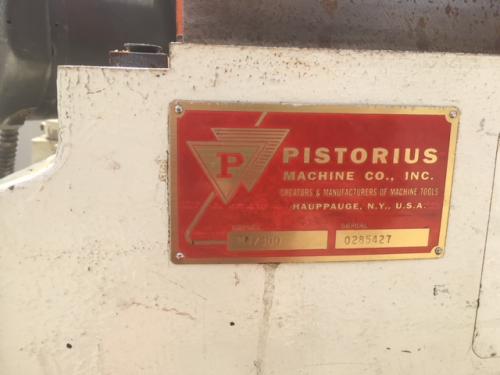 P
PISTORIUS
MACHINE CO., INC.
CREATORS & MANUFACTURERS OF MACHINE TOOLS
HAUPPAUGE, N.Y., U.S.A.
SERIAL
0285427